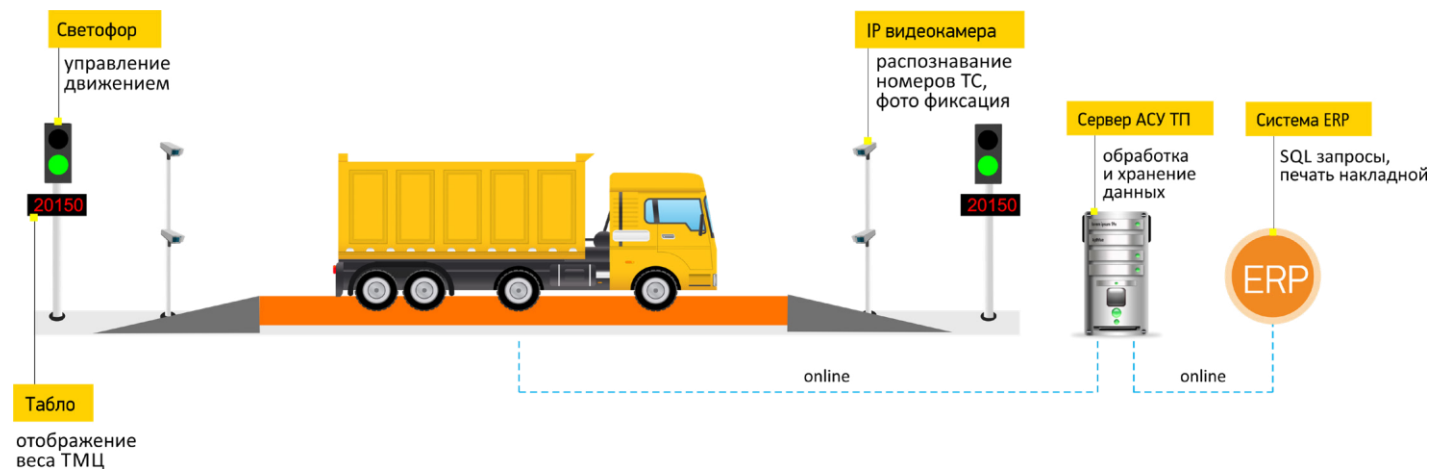 Светофор
управление
движением
20150
Табло
отображение
веса ТМЦ
IP видеокамера
распознавание
номеров ТС,
фото фиксация
20150
Сервер АСУ ТП
обработка
и хранение
данных
Система ERP
SQL запросы,
печать накладной
ERP
online
online